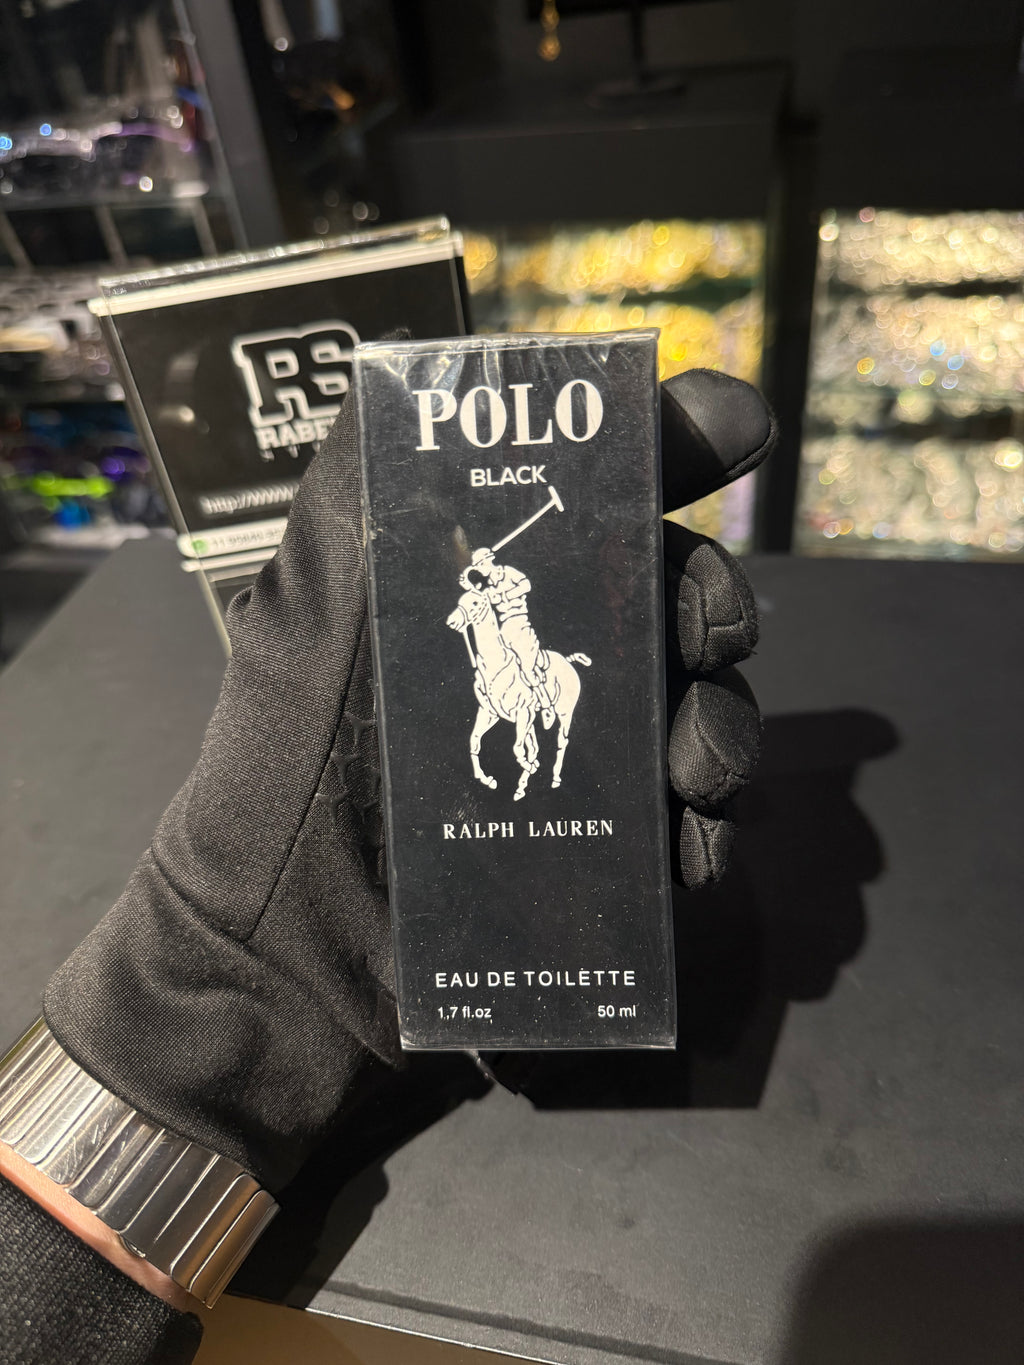 RS
POLO
BLACK
RALPH LAUREN
EAU DE TOILETTE
1.7 fl.oz
50 ml